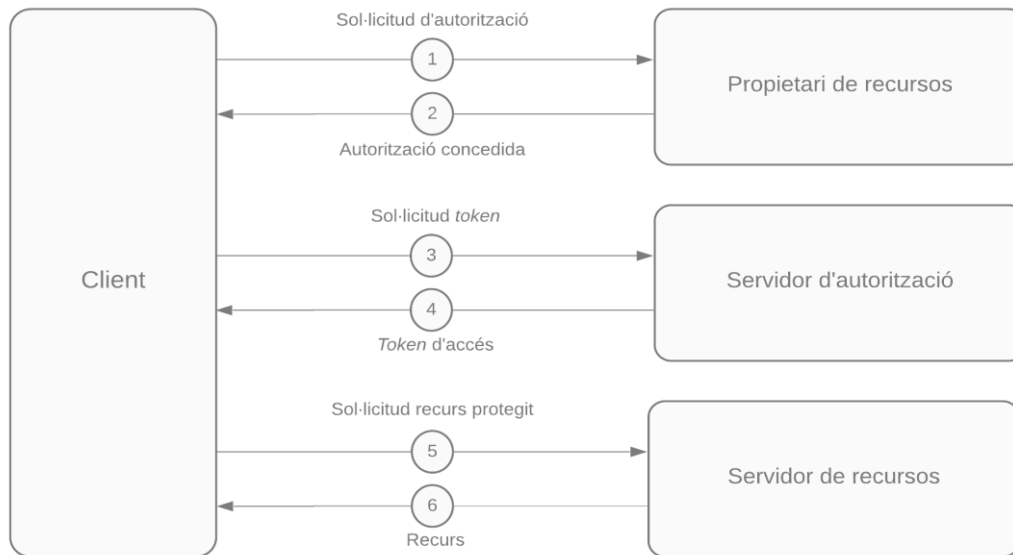 Sol·licitud d'autorització
1
Propietari de recursos
2
Autorització concedida
Sol·licitud token
3
Client
Servidor d'autorització
4
Token d'accés
Sol·licitud recurs protegit
5
Servidor de recursos
6
Recurs